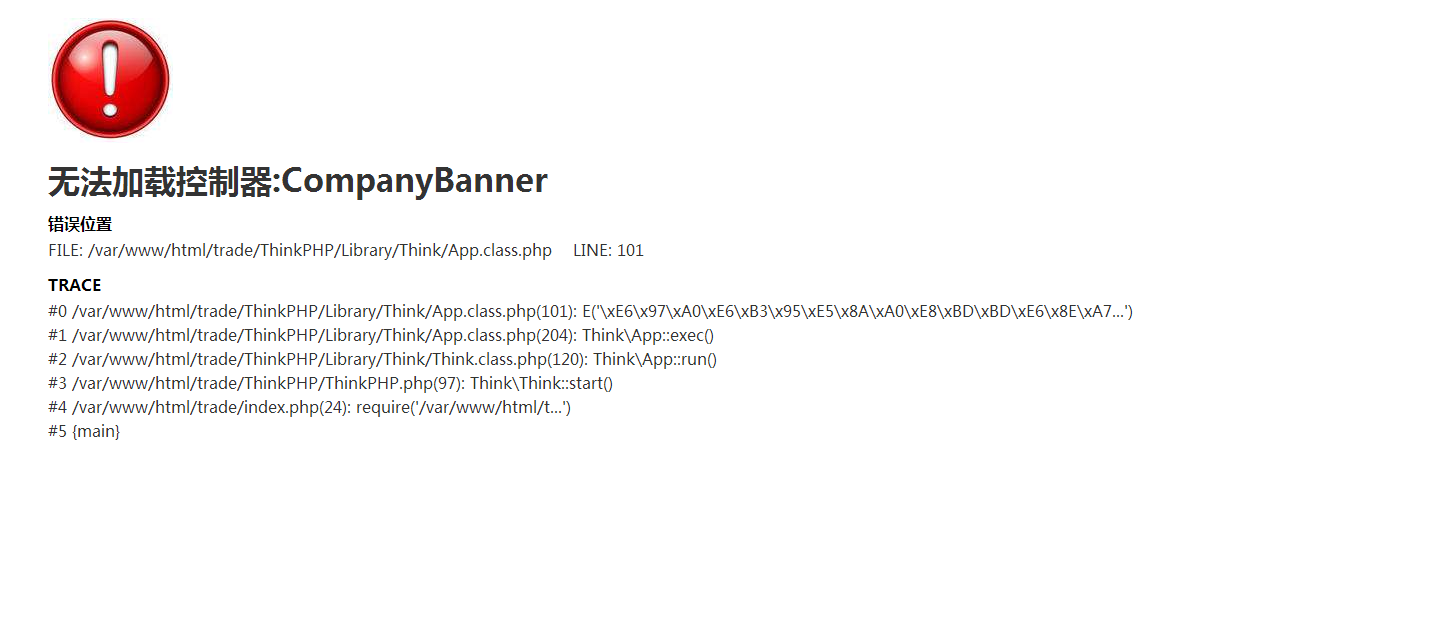 无法加载控制器:CompanyBanner
错误位置
FILE: /var/www/html/trade/ThinkPHP/Library/Think/App.class.php LINE: 101
TRACE
#0 /var/www/html/trade/ThinkPHP/Library/Think/App.class.php(101): E('\xE6\x97\xA0\xE6\xB3\x95\xE5\x8A\xA0\xE8\xBD\xBD\xE6\x8E\xA7...')
#1 /var/www/html/trade/ThinkPHP/Library/Think/App.class.php(204): Think\App::exec()
#2 /var/www/html/trade/ThinkPHP/Library/Think/Think.class.php(120): Think\App::run()
#3 /var/www/html/trade/ThinkPHP/ThinkPHP.php(97): Think\Think::start()
#4 /var/www/html/trade/index.php(24): require('/var/www/html/t...')
#5 {main}